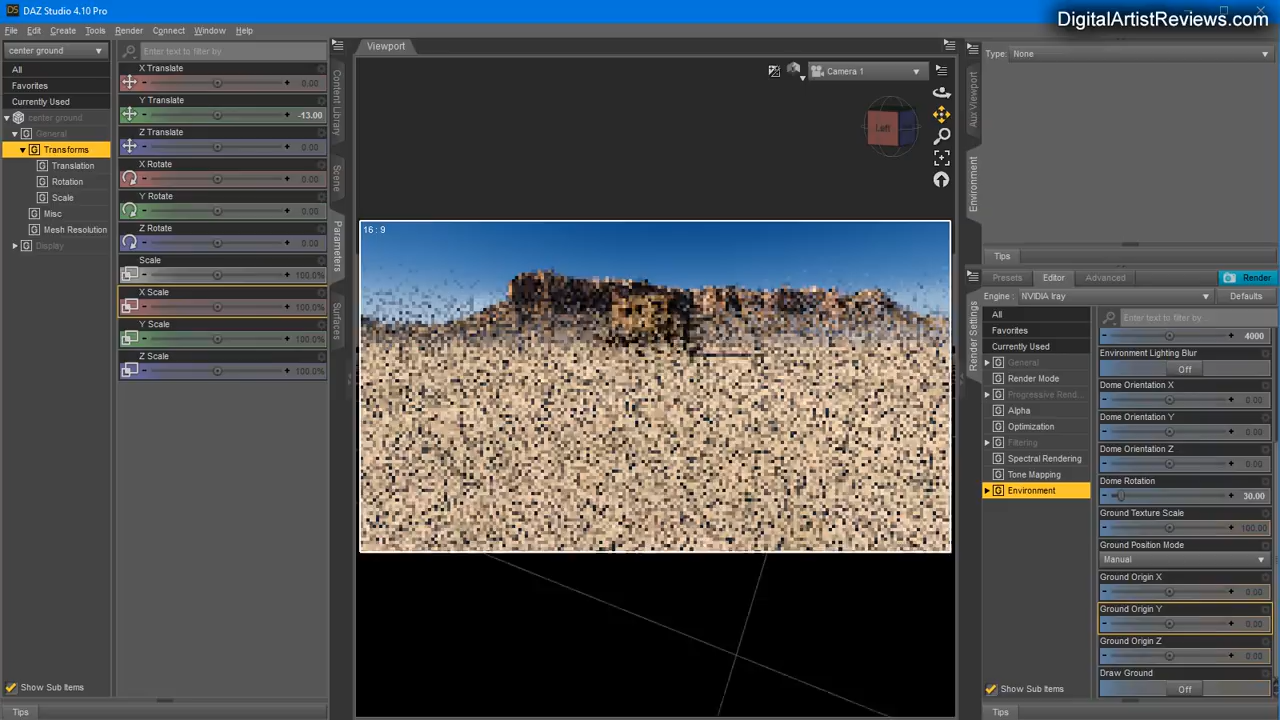 DAZ Studio 4.10 Pro
DigitalArtistReviews.com
File Edit Create Tools Render Connect Window Help
center ground
Enter text to filter by
All
Favorites
Currently Used
center ground
General
Transforms
Translation
Rotation
Scale
Misc
Mesh Resolution
Display
X Translate
0.00
Y Translate
-13.00
Z Translate
0.00
X Rotate
0.00
Y Rotate
0.00
Z Rotate
0.00
Scale
100.0%
X Scale
100.0%
Y Scale
100.0%
Z Scale
100.0%
Show Sub Items
Tips
Content Library
Scene
Parameters
Surfaces
Viewport
Camera 1
Left
16 : 9
Aux Viewport
Environment
Type: None
Tips
Render Settings
Presets Editor Advanced Render
Engine : NVIDIA Iray Defaults
All
Favorites
Currently Used
General
Render Mode
Progressive Rend...
Alpha
Optimization
Filtering
Spectral Rendering
Tone Mapping
Environment
Enter text to filter by...
4000
Environment Lighting Blur
Off
Dome Orientation X
0.00
Dome Orientation Y
0.00
Dome Orientation Z
0.00
Dome Rotation
30.00
Ground Texture Scale
100.00
Ground Position Mode
Manual
Ground Origin X
0.00
Ground Origin Y
0.00
Ground Origin Z
0.00
Draw Ground
Off
Show Sub Items
Tips